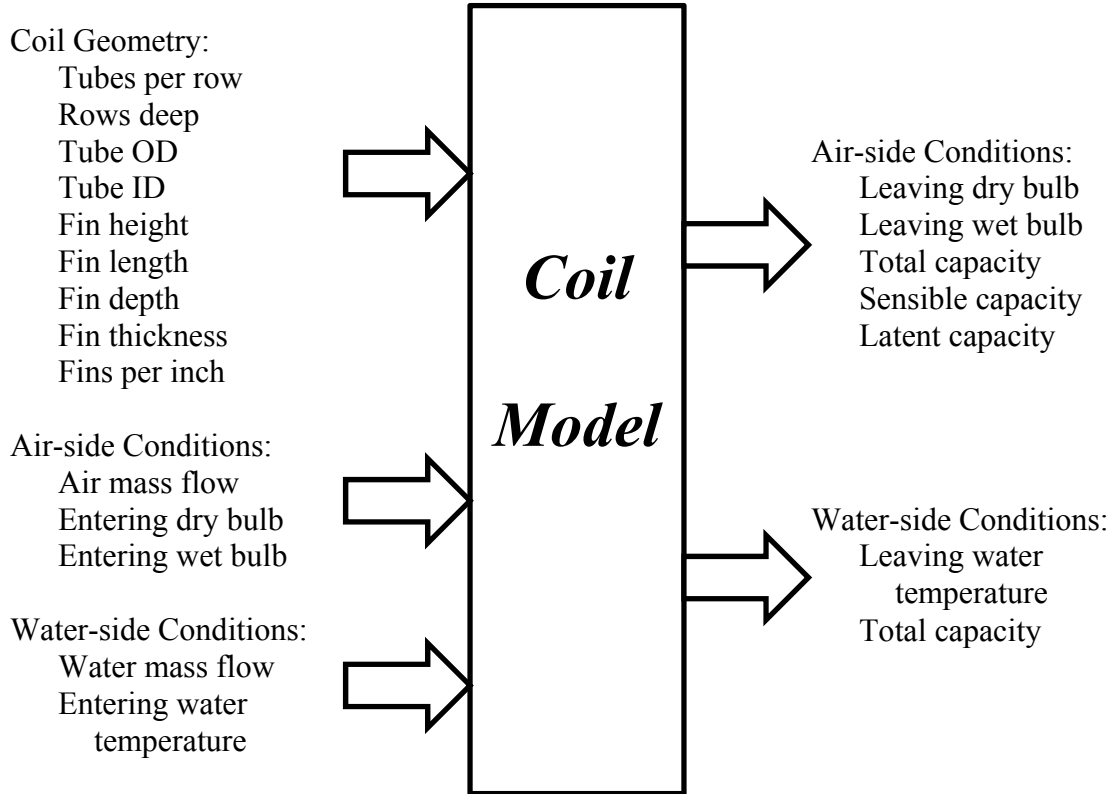 Coil Geometry:
Tubes per row
Rows deep
Tube OD
Tube ID
Fin height
Fin length
Fin depth
Fin thickness
Fins per inch
Air-side Conditions:
Air mass flow
Entering dry bulb
Entering wet bulb
Water-side Conditions:
Water mass flow
Entering water
temperature
Coil
Model
Air-side Conditions:
Leaving dry bulb
Leaving wet bulb
Total capacity
Sensible capacity
Latent capacity
Water-side Conditions:
Leaving water
temperature
Total capacity